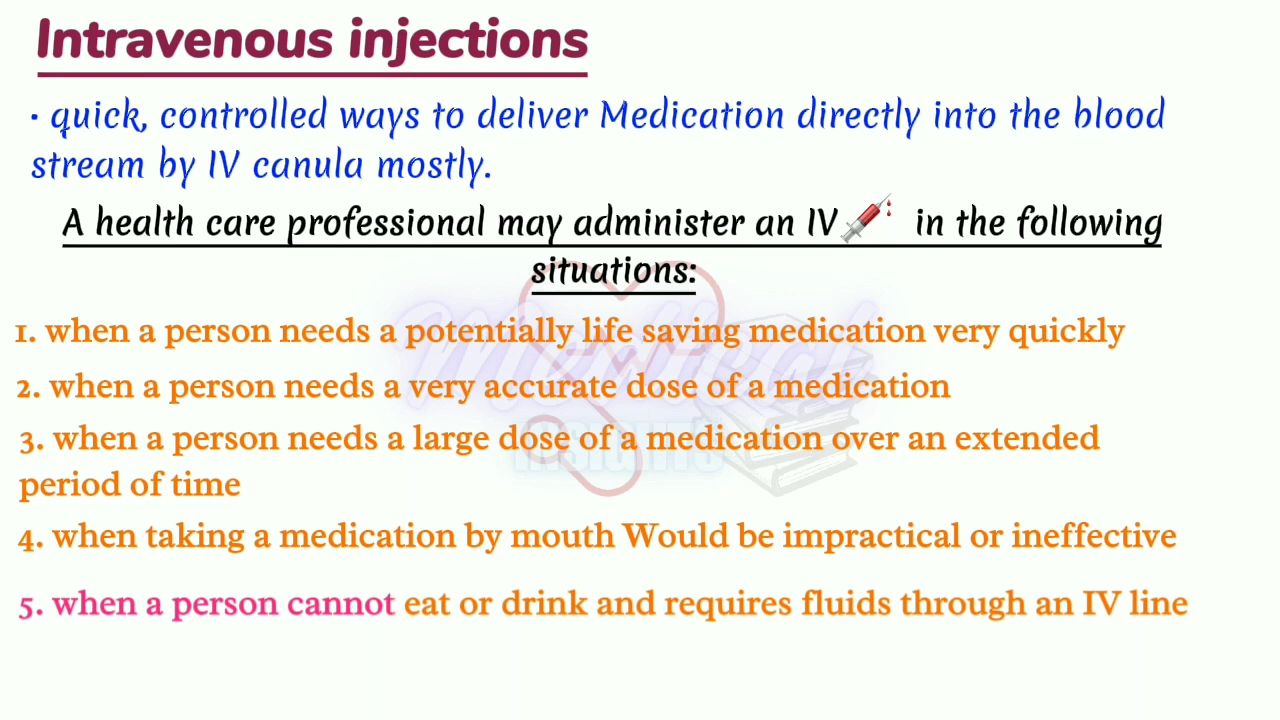 Intravenous injections
· quick, controlled ways to deliver Medication directly into the blood
stream by IV canula mostly.
A health care professional may administer an IV💉 in the following
situations:
1. when a person needs a potentially life saving medication very quickly
2. when a person needs a very accurate dose of a medication
3. when a person needs a large dose of a medication over an extended
period of time
4. when taking a medication by mouth Would be impractical or ineffective
5. when a person cannot eat or drink and requires fluids through an IV line
INSIGHTS